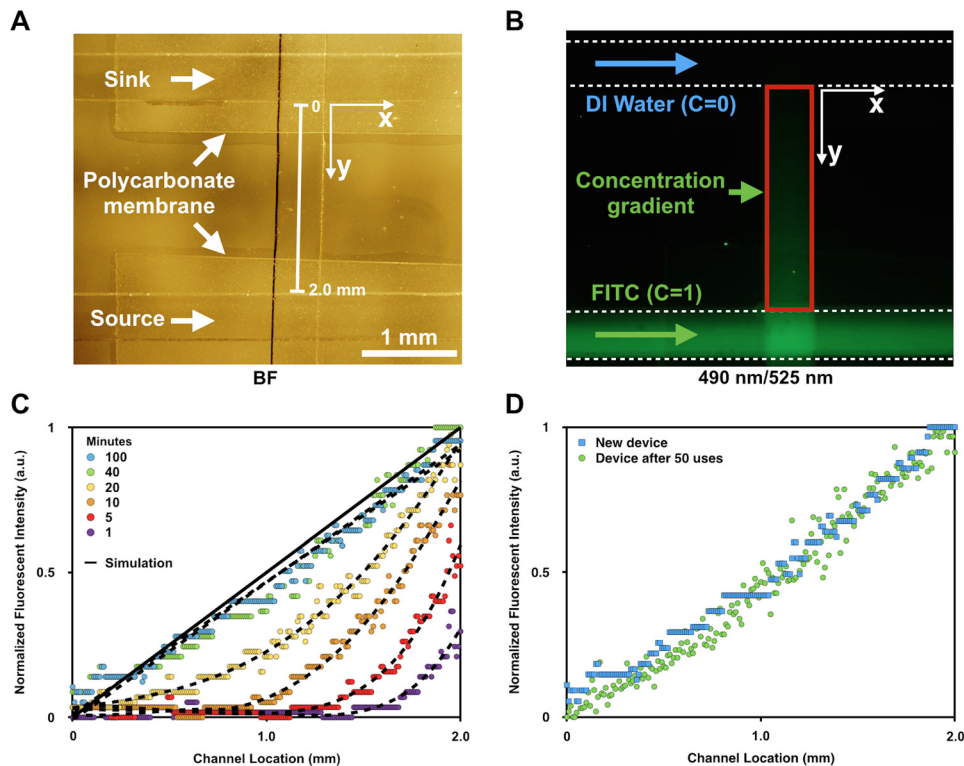 A
Sink
0
x
y
Polycarbonate
membrane
2.0 mm
Source
1 mm
BF
B
DI Water (C=0)
x
y
Concentration
gradient
FITC (C=1)
490 nm/525 nm
C
Normalized Fluorescent Intensity (a.u.)
1
0.5
0
Minutes
100
40
20
10
5
1
Simulation
0
1.0
2.0
Channel Location (mm)
D
Normalized Fluorescent Intensity (a.u.)
1
0.5
0
New device
Device after 50 uses
0
1.0
2.0
Channel Location (mm)